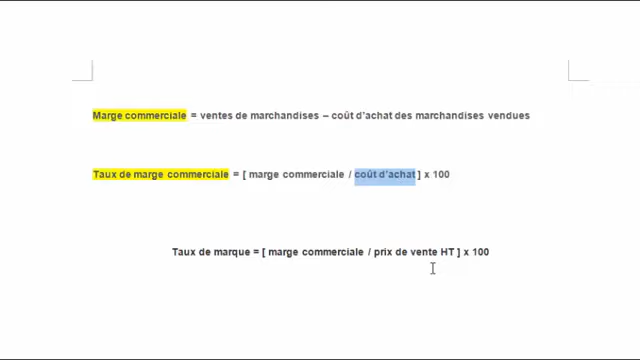 Marge commerciale = ventes de marchandises – coût d'achat des marchandises vendues
Taux de marge commerciale = [ marge commerciale / coût d'achat ] x 100
Taux de marque = [ marge commerciale / prix de vente HT ] x 100